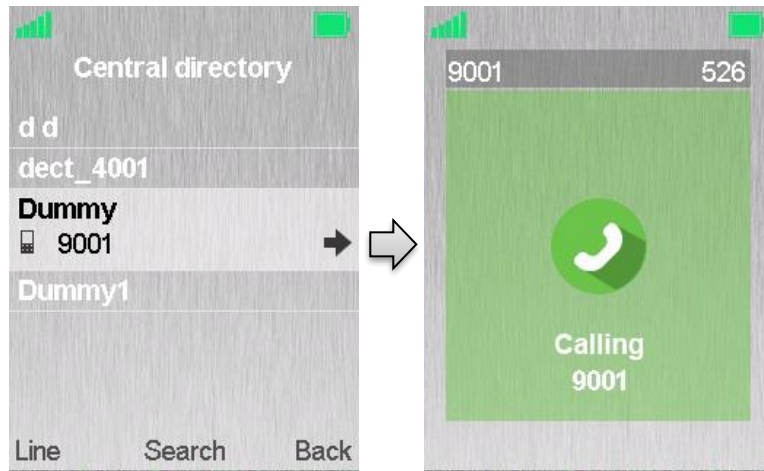 Central directory
d d
dect_4001
Dummy
9001
Dummy1
Line Search Back
9001 526
Calling
9001